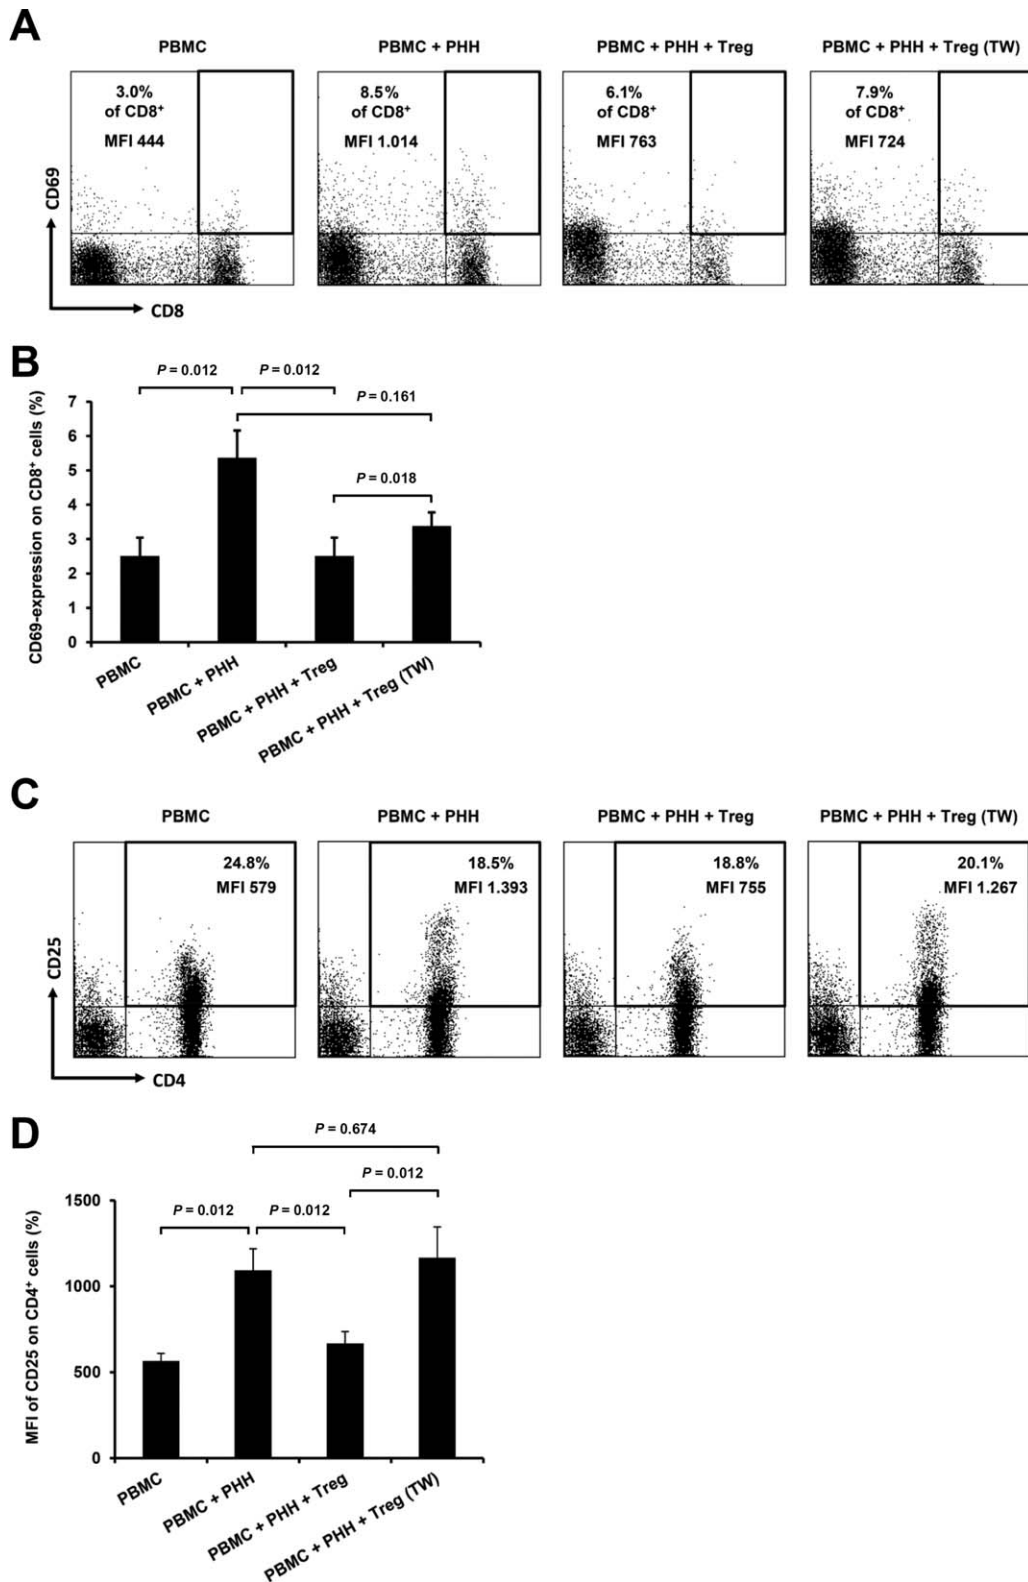 A
PBMC
PBMC + PHH
PBMC + PHH + Treg
PBMC + PHH + Treg (TW)
3.0%
of CD8⁺
MFI 444
8.5%
of CD8⁺
MFI 1.014
6.1%
of CD8⁺
MFI 763
7.9%
of CD8⁺
MFI 724
CD69
CD8
B
P = 0.012
P = 0.012
P = 0.161
P = 0.018
CD69-expression on CD8⁺ cells (%)
7
6
5
4
3
2
1
0
PBMC
PBMC + PHH
PBMC + PHH + Treg
PBMC + PHH + Treg (TW)
C
PBMC
PBMC + PHH
PBMC + PHH + Treg
PBMC + PHH + Treg (TW)
24.8%
MFI 579
18.5%
MFI 1.393
18.8%
MFI 755
20.1%
MFI 1.267
CD25
CD4
D
P = 0.674
P = 0.012
P = 0.012
P = 0.012
MFI of CD25 on CD4⁺ cells (%)
1500
1000
500
0
PBMC
PBMC + PHH
PBMC + PHH + Treg
PBMC + PHH + Treg (TW)